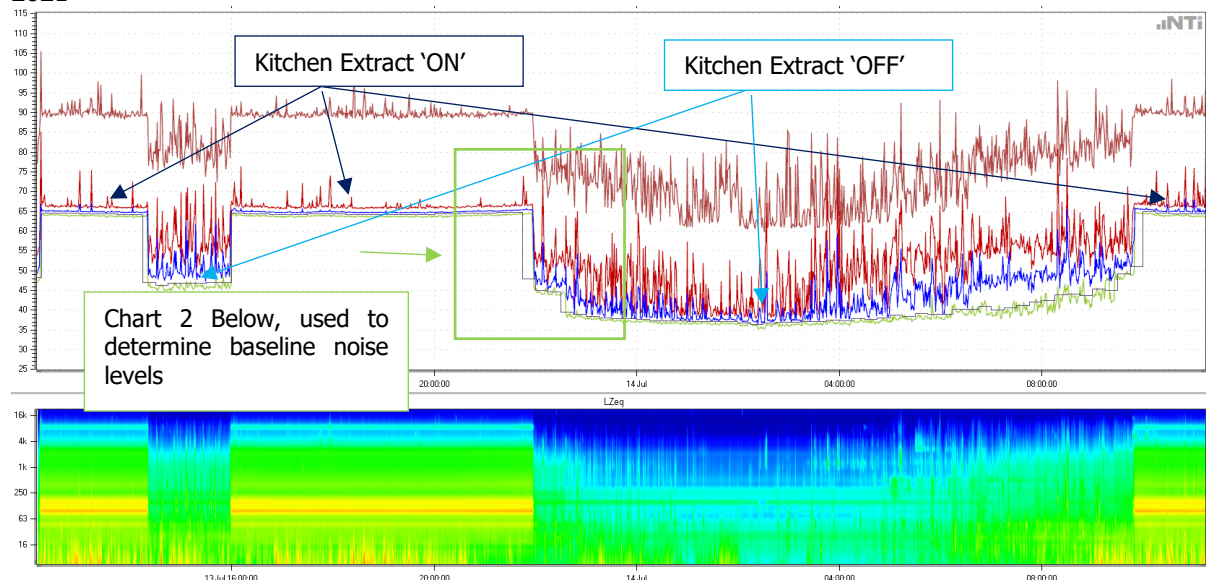 2021
115
110
105
100
95
90
85
80
75
70
65
60
55
50
45
40
35
30
25
NTi
Kitchen Extract ‘ON’
Kitchen Extract ‘OFF’
Chart 2 Below, used to
determine baseline noise
levels
20:00:00
14 Jul
04:00:00
08:00:00
LZeq
16k
4k
1k
250
63
16
13-Jul 16:00:00
20:00:00
14 Jul
04:00:00
08:00:00